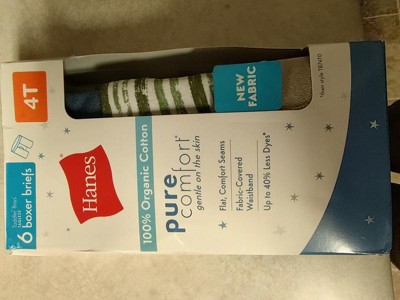 4T
NEW
FABRIC
Toddler Boys'
6 boxer briefs
Hanes
100% Organic Cotton
pure
comfort
gentle on the skin
Flat, Comfort Seams
Fabric-Covered
Waistband
Up to 40% Less Dyes*